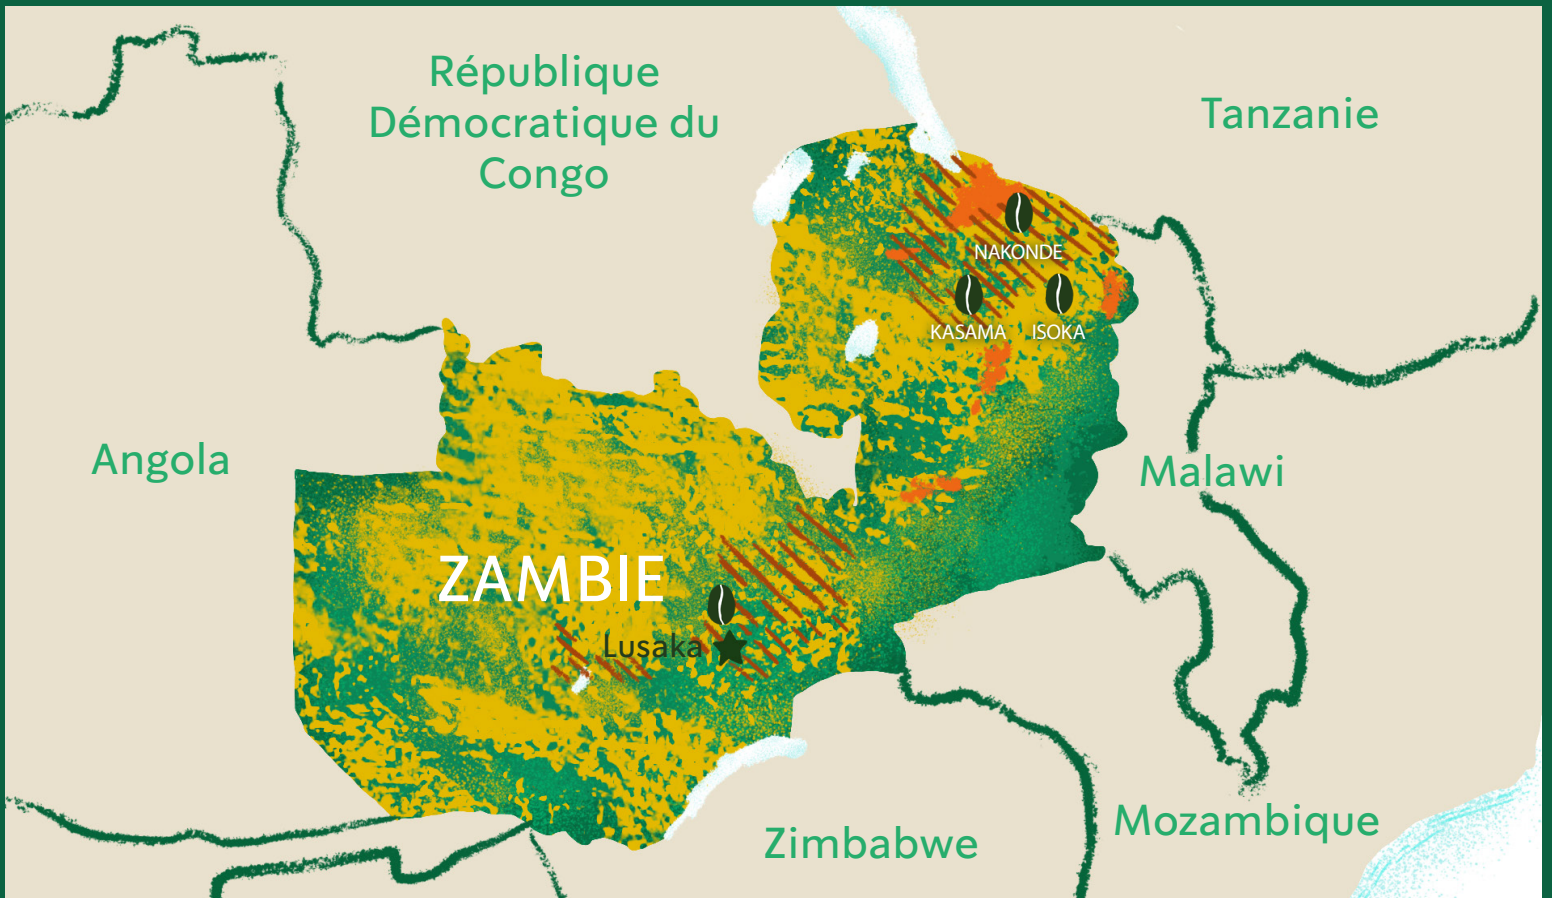 République
Démocratique du
Congo
Tanzanie
NAKONDE
KASAMA
ISOKA
Angola
Malawi
ZAMBIE
Lusaka
Mozambique
Zimbabwe